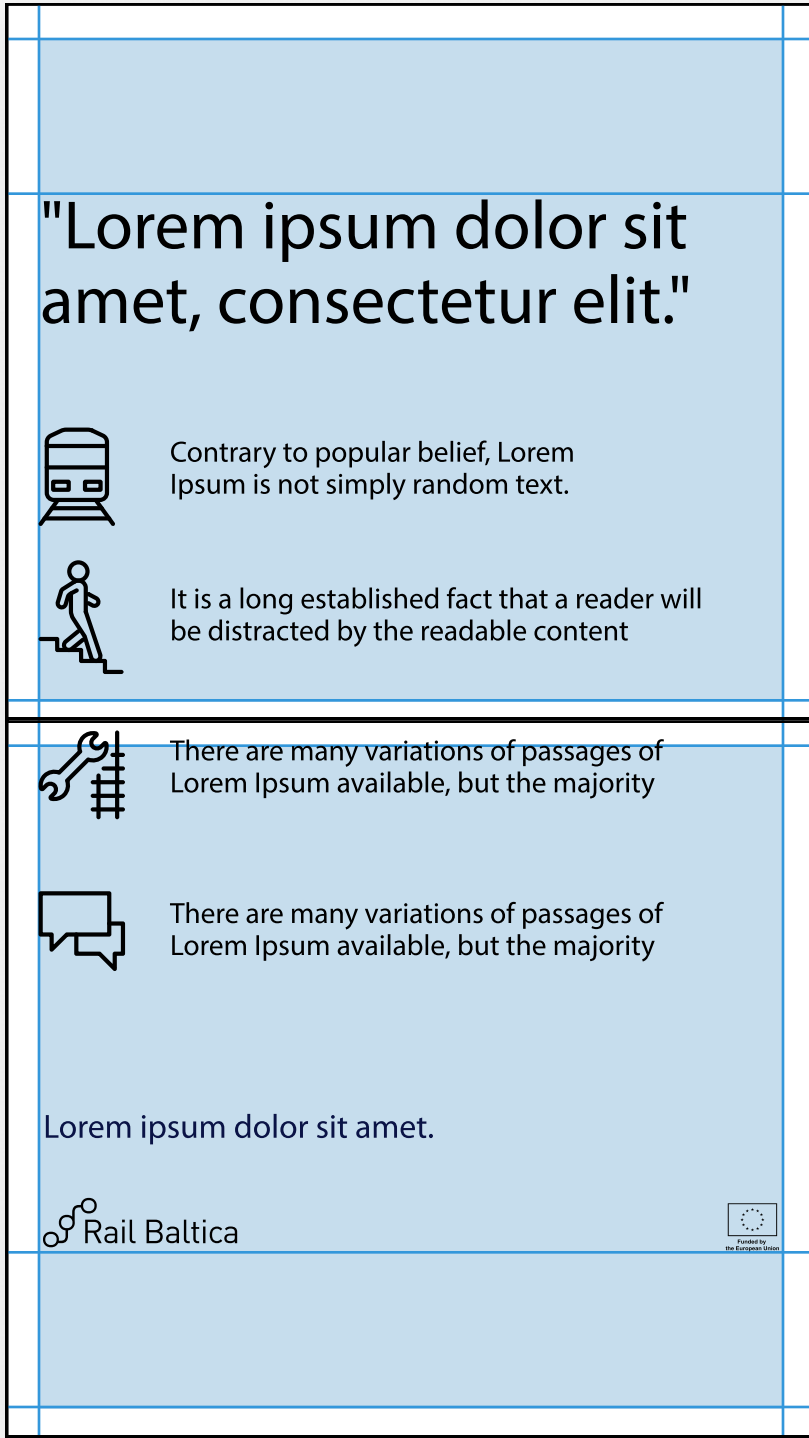 "Lorem ipsum dolor sit
amet, consectetur elit."
Contrary to popular belief, Lorem
Ipsum is not simply random text.
It is a long established fact that a reader will
be distracted by the readable content
There are many variations of passages of
Lorem Ipsum available, but the majority
There are many variations of passages of
Lorem Ipsum available, but the majority
Lorem ipsum dolor sit amet.
Rail Baltica
Funded by
the European Union